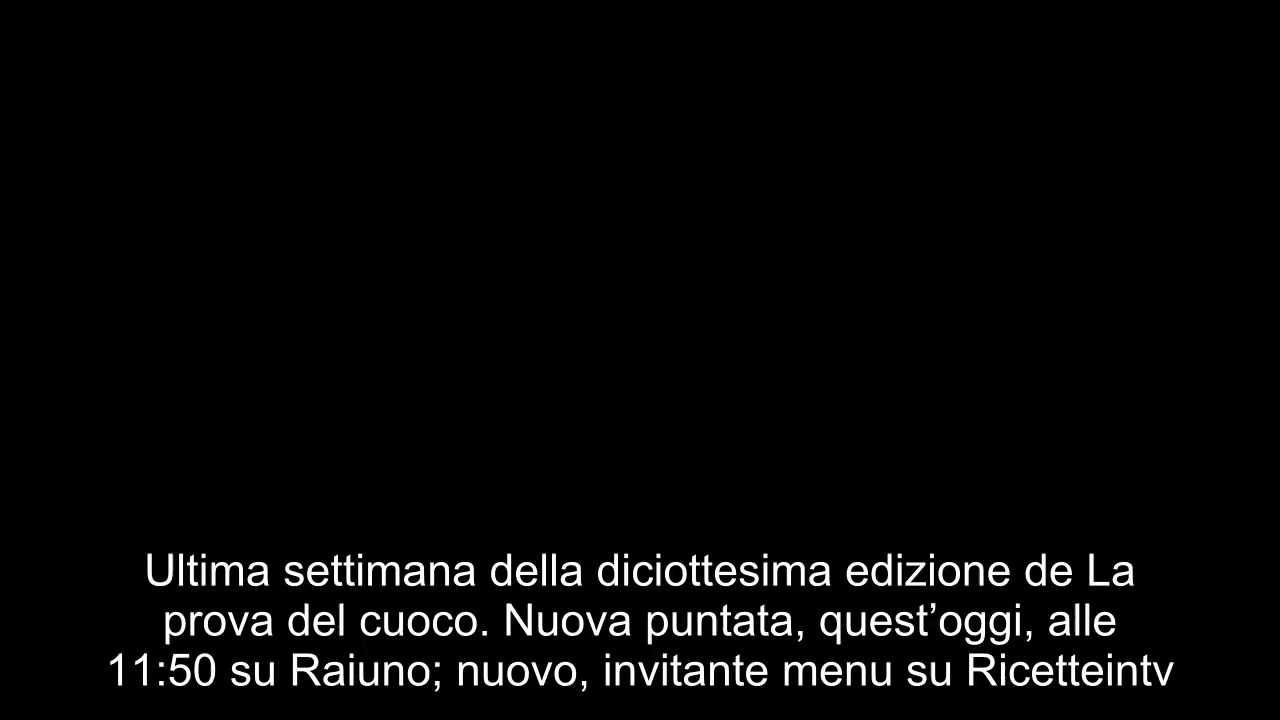 Ultima settimana della diciottesima edizione de La
prova del cuoco. Nuova puntata, quest’oggi, alle
11:50 su Raiuno; nuovo, invitante menu su Ricetteintv